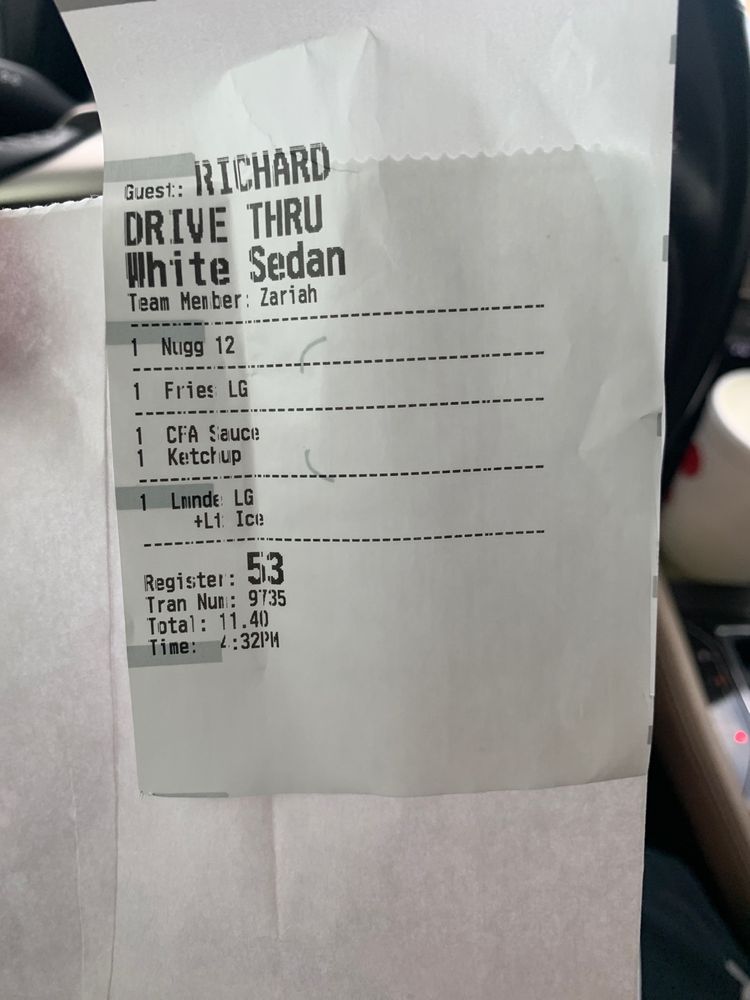 Guest: RICHARD
DRIVE THRU
White Sedan
Team Member: Zariah
1 Nugg 12
1 Fries LG
1 CFA Sauce
1 Ketchup
1 Lmnde LG
+Lt Ice
Register: 53
Tran Num: 9735
Total: 11.40
Time: 4:32PM